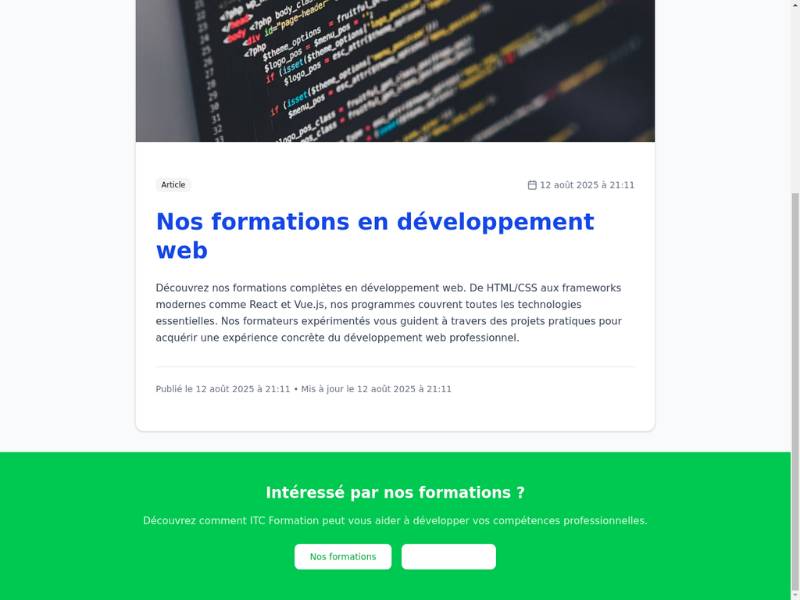 Article
12 août 2025 à 21:11
Nos formations en développement
web
Découvrez nos formations complètes en développement web. De HTML/CSS aux frameworks
modernes comme React et Vue.js, nos programmes couvrent toutes les technologies
essentielles. Nos formateurs expérimentés vous guident à travers des projets pratiques pour
acquérir une expérience concrète du développement web professionnel.
Publié le 12 août 2025 à 21:11 • Mis à jour le 12 août 2025 à 21:11
Intéressé par nos formations ?
Découvrez comment ITC Formation peut vous aider à développer vos compétences professionnelles.
Nos formations